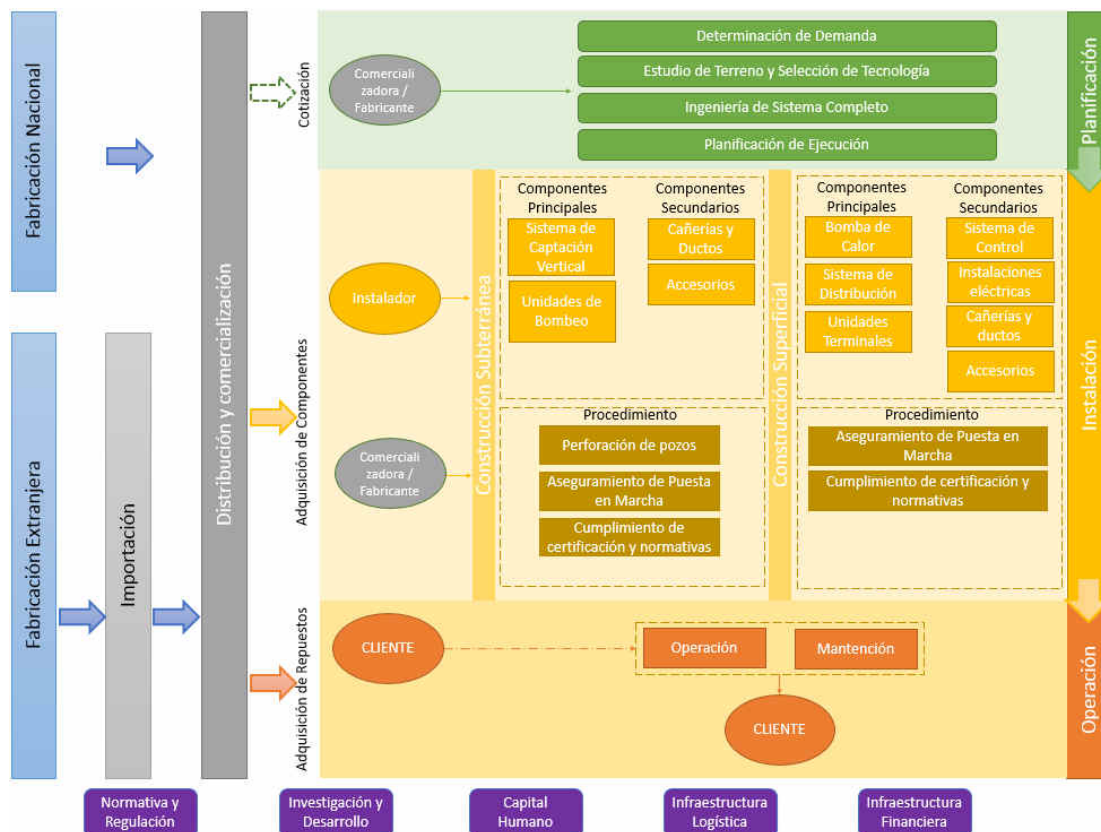 Fabricación Nacional
Fabricación Extranjera
Importación
Distribución y comercialización
Cotización
Comerciali
zadora /
Fabricante
Determinación de Demanda
Estudio de Terreno y Selección de Tecnología
Ingeniería de Sistema Completo
Planificación de Ejecución
Planificación
Adquisición de Componentes
Instalador
Construcción Subterránea
Componentes
Principales
Sistema de
Captación
Vertical
Unidades de
Bombeo
Componentes
Secundarios
Cañerías y
Ductos
Accesorios
Construcción Superficial
Componentes
Principales
Bomba de
Calor
Sistema de
Distribución
Unidades
Terminales
Componentes
Secundarios
Sistema de
Control
Instalaciones
eléctricas
Cañerías y
ductos
Accesorios
Instalación
Comerciali
zadora /
Fabricante
Procedimiento
Perforación de pozos
Aseguramiento de Puesta
en Marcha
Cumplimiento de
certificación y normativas
Procedimiento
Aseguramiento de Puesta en
Marcha
Cumplimiento de certificación y
normativas
Adquisición de Repuestos
CLIENTE
Operación
Mantención
CLIENTE
Operación
Normativa y
Regulación
Investigación y
Desarrollo
Capital
Humano
Infraestructura
Logística
Infraestructura
Financiera